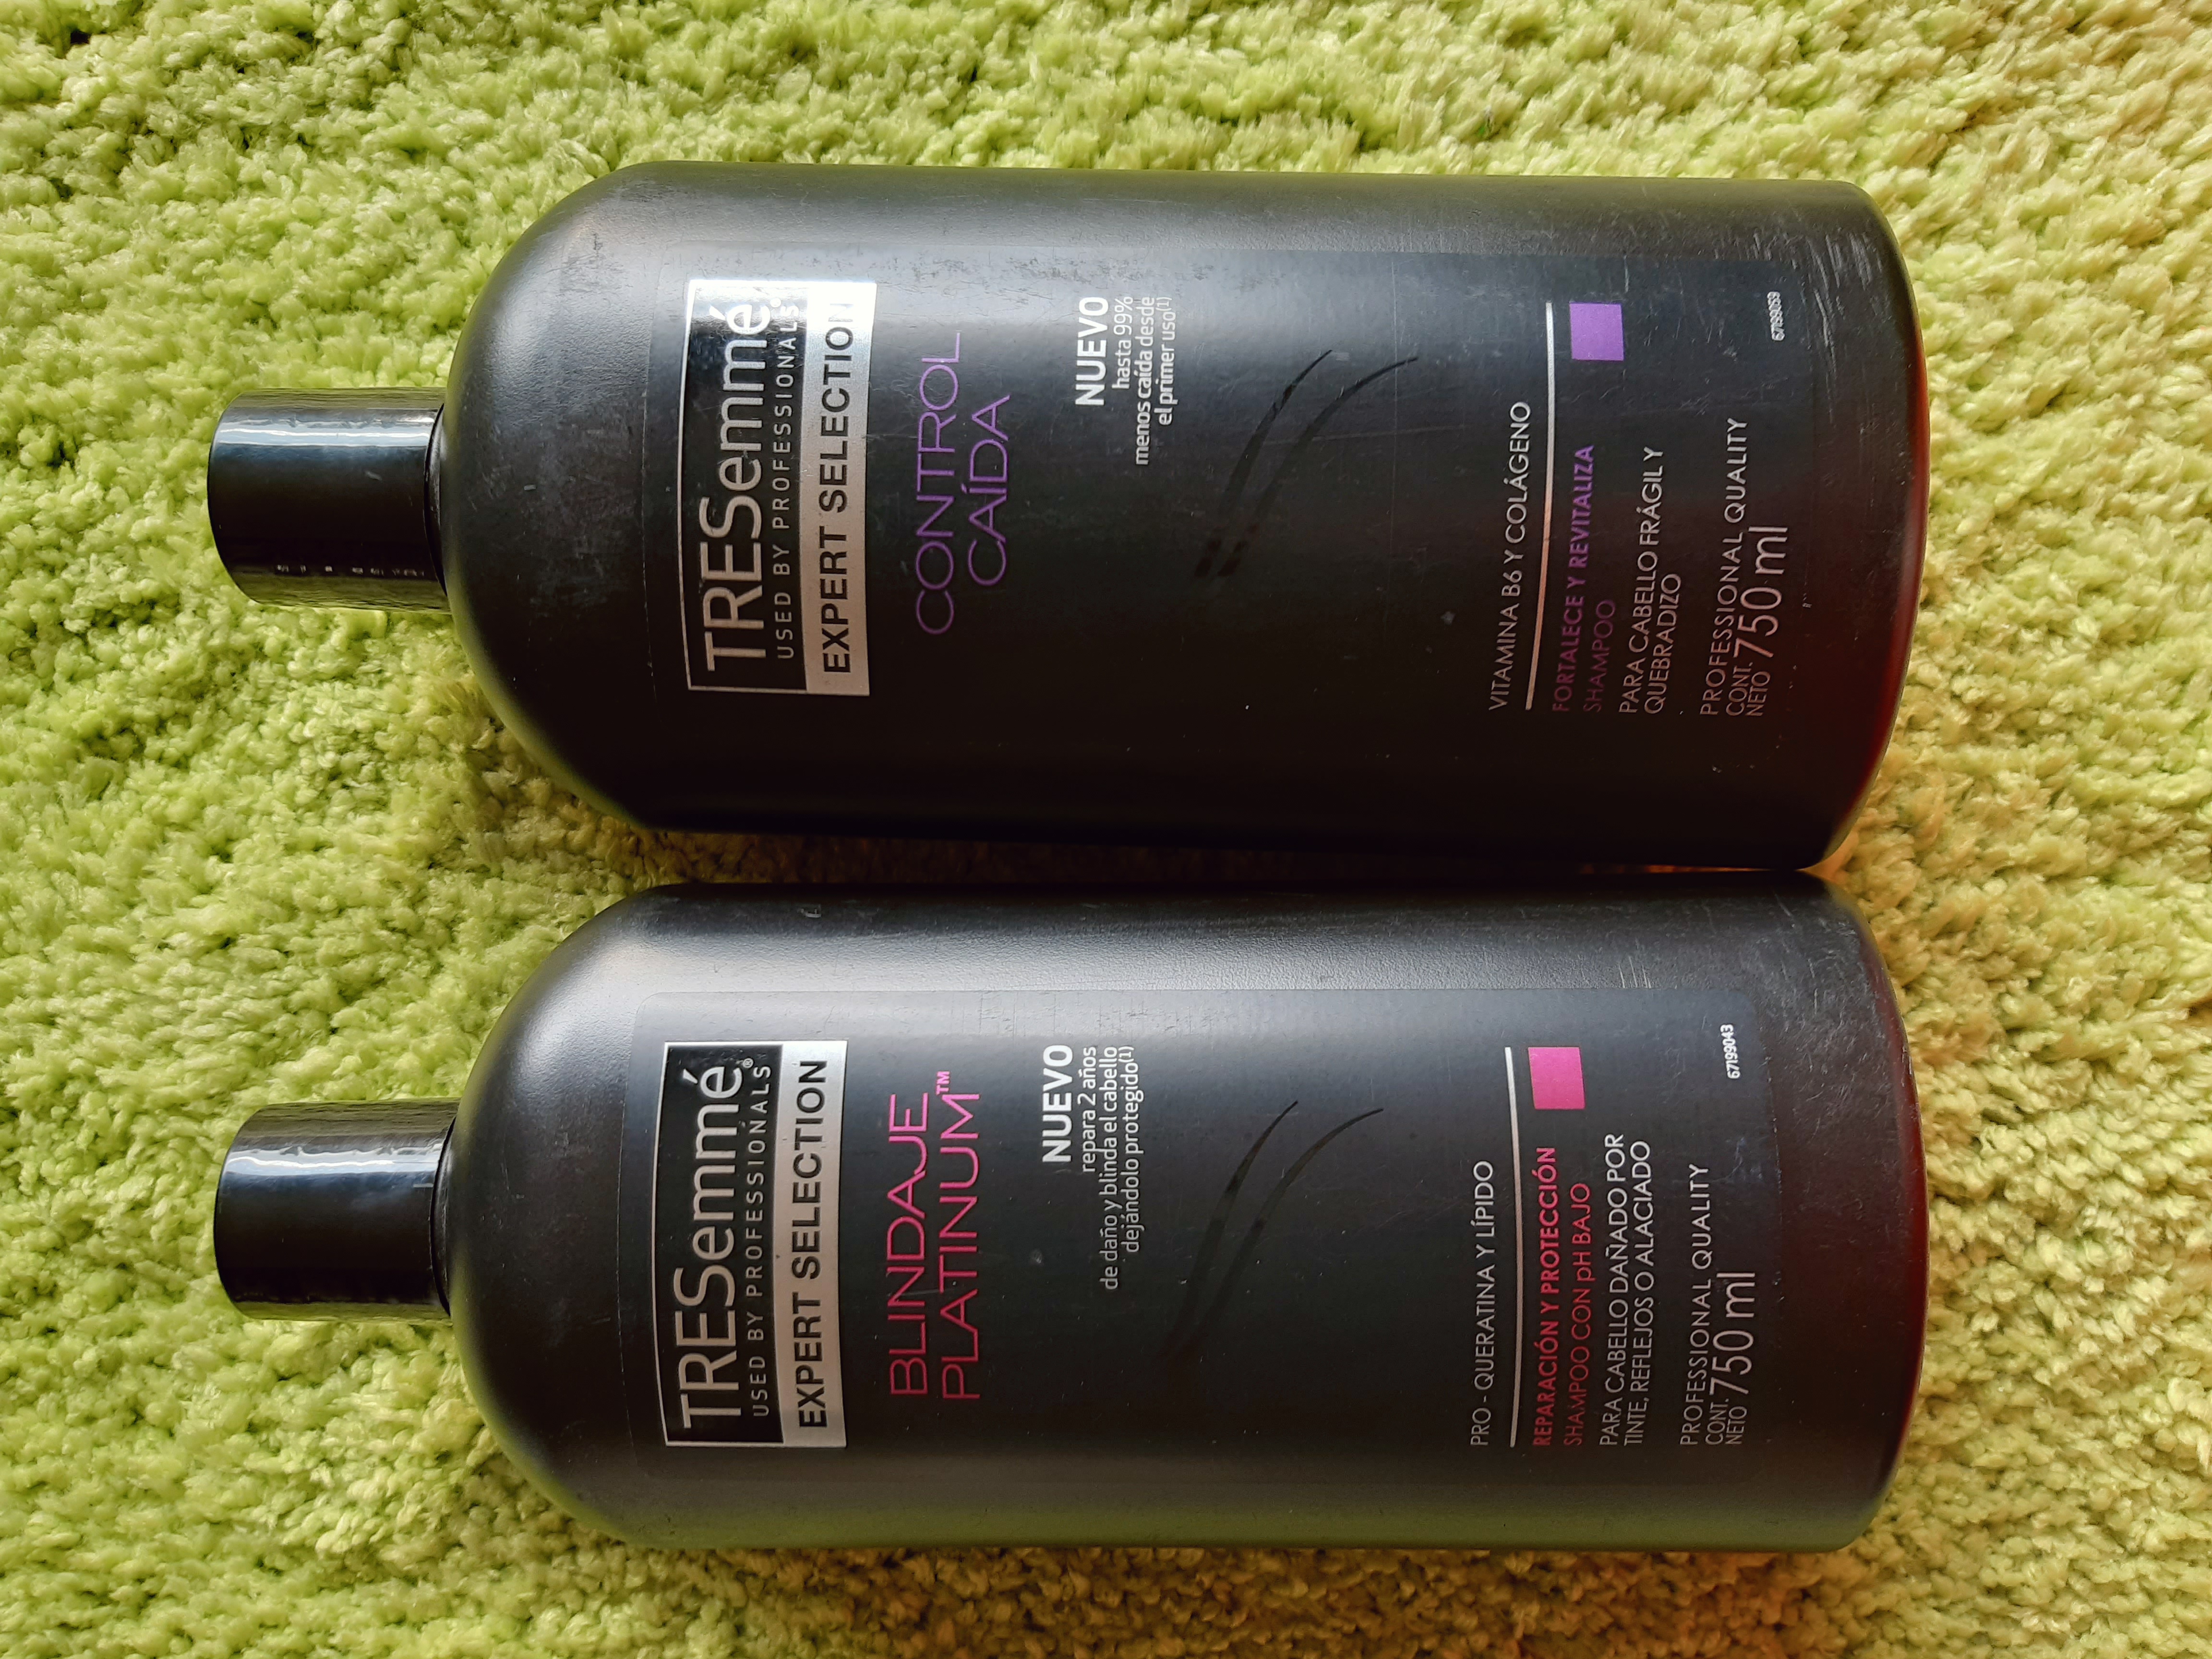 TRESemmé
USED BY PROFESSIONALS®
EXPERT SELECTION
BLINDAJE
PLATINUM™
NUEVO
repara 2 años
de daño y blinda el cabello
dejándolo protegido(1)
PRO - QUERATINA Y LÍPIDO
REPARACIÓN Y PROTECCIÓN
SHAMPOO CON pH BAJO
PARA CABELLO DAÑADO POR
TINTE, REFLEJOS O ALACIADO
PROFESSIONAL QUALITY
CONT.
NETO 750 ml
67199043
TRESemmé
USED BY PROFESSIONALS®
EXPERT SELECTION
CONTROL
CAÍDA
NUEVO
hasta 99%
menos caída desde
el primer uso(1)
VITAMINA B6 Y COLÁGENO
FORTALECE Y REVITALIZA
SHAMPOO
PARA CABELLO FRÁGIL Y
QUEBRADIZO
PROFESSIONAL QUALITY
CONT.
NETO 750 ml
67199059